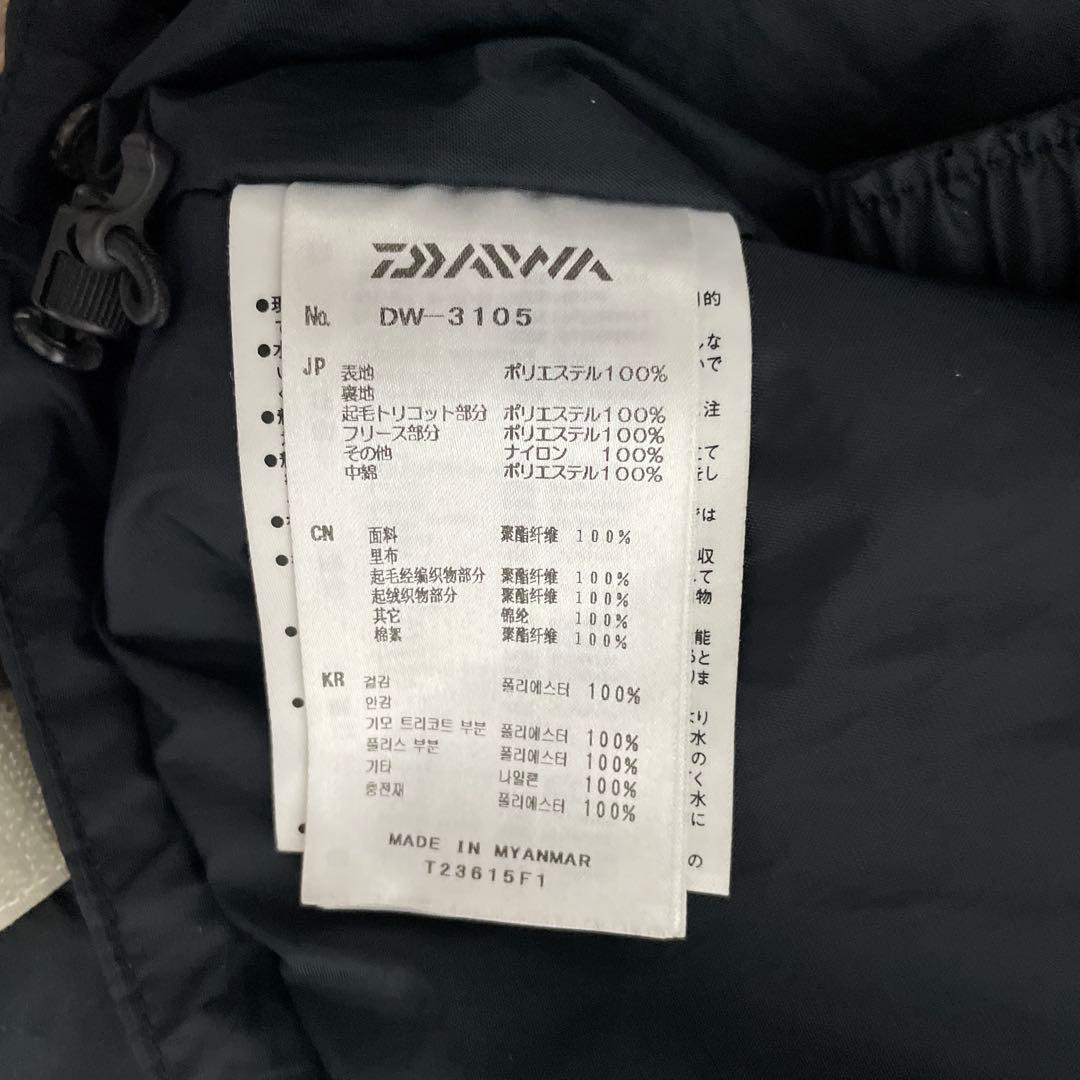 DAIWA
No. DW-3105
JP 表地 ポリエステル100%
裏地
起毛トリコット部分 ポリエステル100%
フリース部分 ポリエステル100%
その他 ナイロン 100%
中綿 ポリエステル100%
CN 面料 聚酯纤维 100%
里布
起毛经编织物部分 聚酯纤维 100%
起绒织物部分 聚酯纤维 100%
其它 锦纶 100%
棉絮 聚酯纤维 100%
KR 겉감 폴리에스터 100%
안감
기모 트리코트 부분 폴리에스터 100%
플리스 부분 폴리에스터 100%
기타 나일론 100%
충전재 폴리에스터 100%
MADE IN MYANMAR
T23615F1